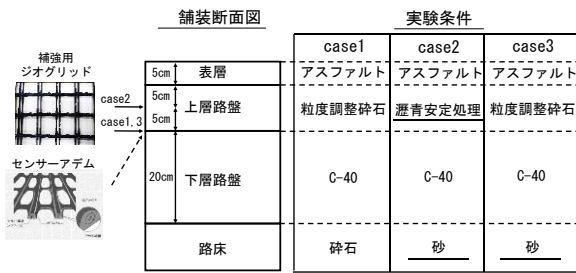 舗装断面図
実験条件
補強用
ジオグリッド
case2
case1,3
センサーアデム
5cm
表層
5cm
5cm
上層路盤
20cm
下層路盤
路床
case1
case2
case3
アスファルト
アスファルト
アスファルト
粒度調整砕石
瀝青安定処理
粒度調整砕石
C-40
C-40
C-40
砕石
砂
砂